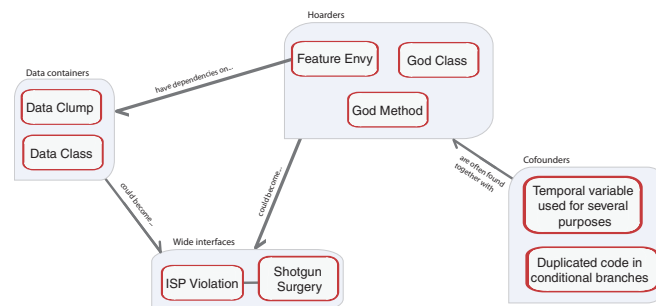 Hoarders
Feature Envy
God Class
God Method
have dependencies on...
Data containers
Data Clump
Data Class
could become...
could become...
are often found
together with
Cofounders
Temporal variable
used for several
purposes
Duplicated code in
conditional branches
Wide interfaces
ISP Violation
Shotgun
Surgery